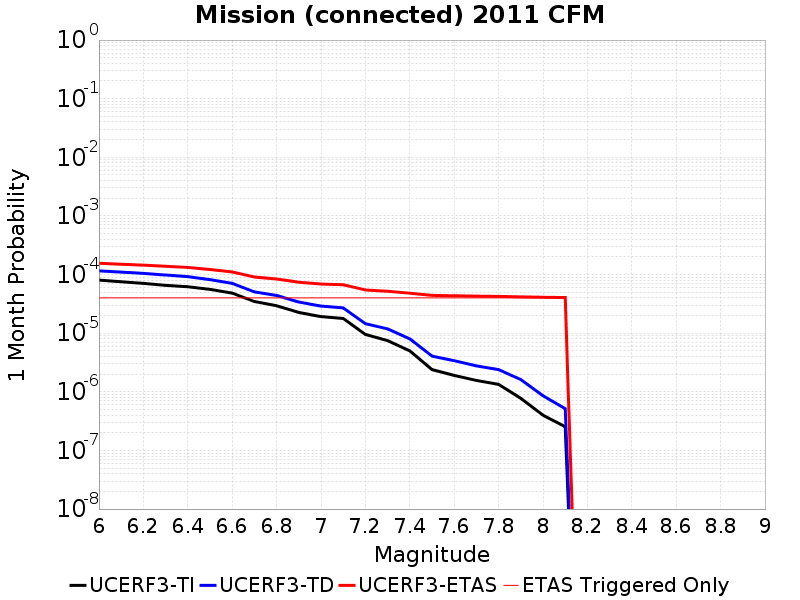 Mission (connected) 2011 CFM
10^0
10^-1
10^-2
10^-3
10^-4
10^-5
10^-6
10^-7
10^-8
1 Month Probability
6 6.2 6.4 6.6 6.8 7 7.2 7.4 7.6 7.8 8 8.2 8.4 8.6 8.8 9
Magnitude
UCERF3-TI UCERF3-TD UCERF3-ETAS ETAS Triggered Only